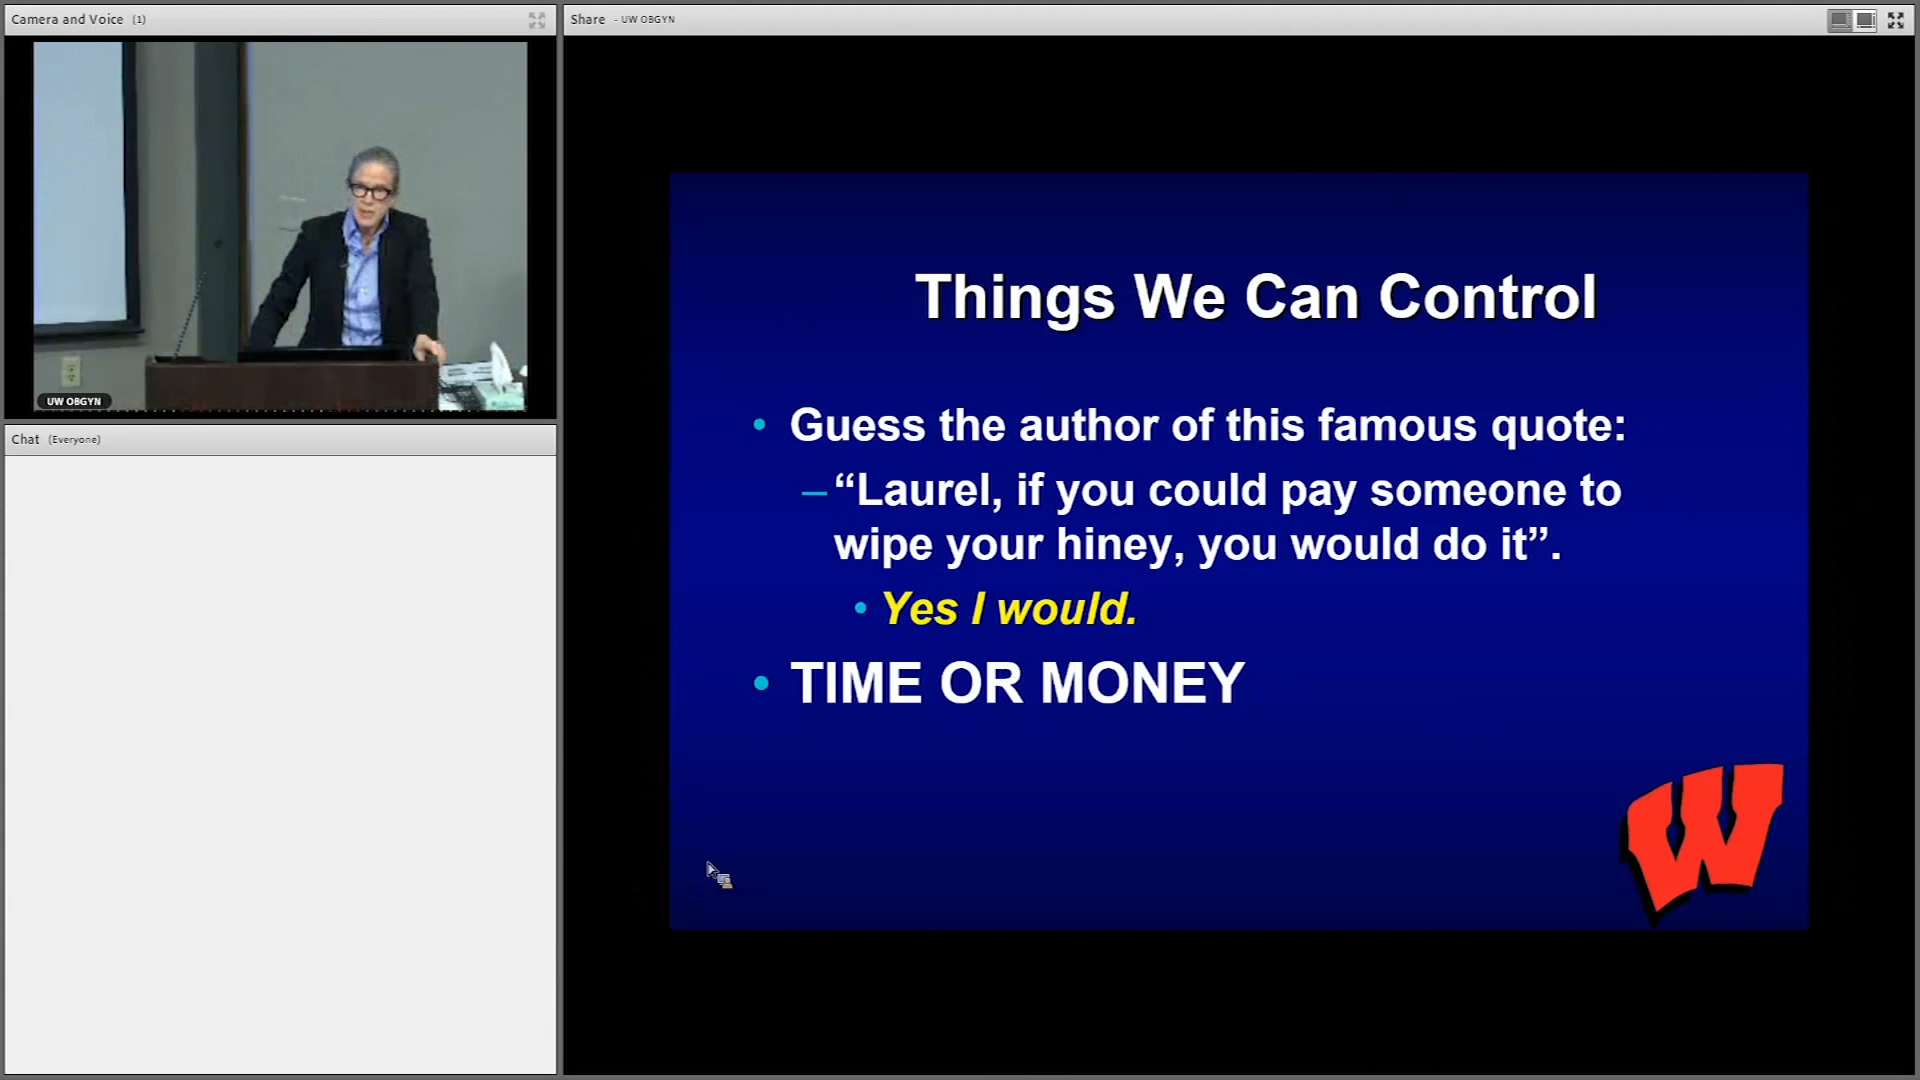 Camera and Voice (1)
Share - UW OBGYN
UW OBGYN
Chat (Everyone)
Things We Can Control
• Guess the author of this famous quote:
– “Laurel, if you could pay someone to
wipe your hiney, you would do it”.
• Yes I would.
• TIME OR MONEY
W